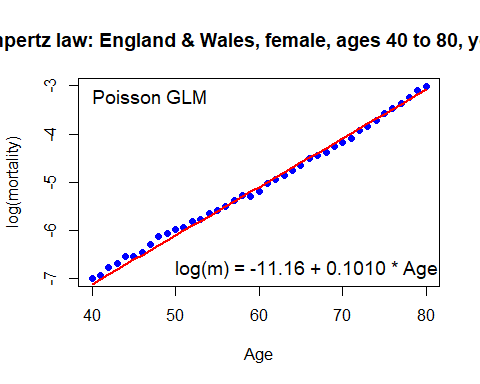 law: England & Wales, female, ages 40 to 80,
Poisson GLM
log(m) = -11.16 + 0.1010 * Age
log(mortality)
-3
-4
-5
-6
-7
40 50 60 70 80
Age